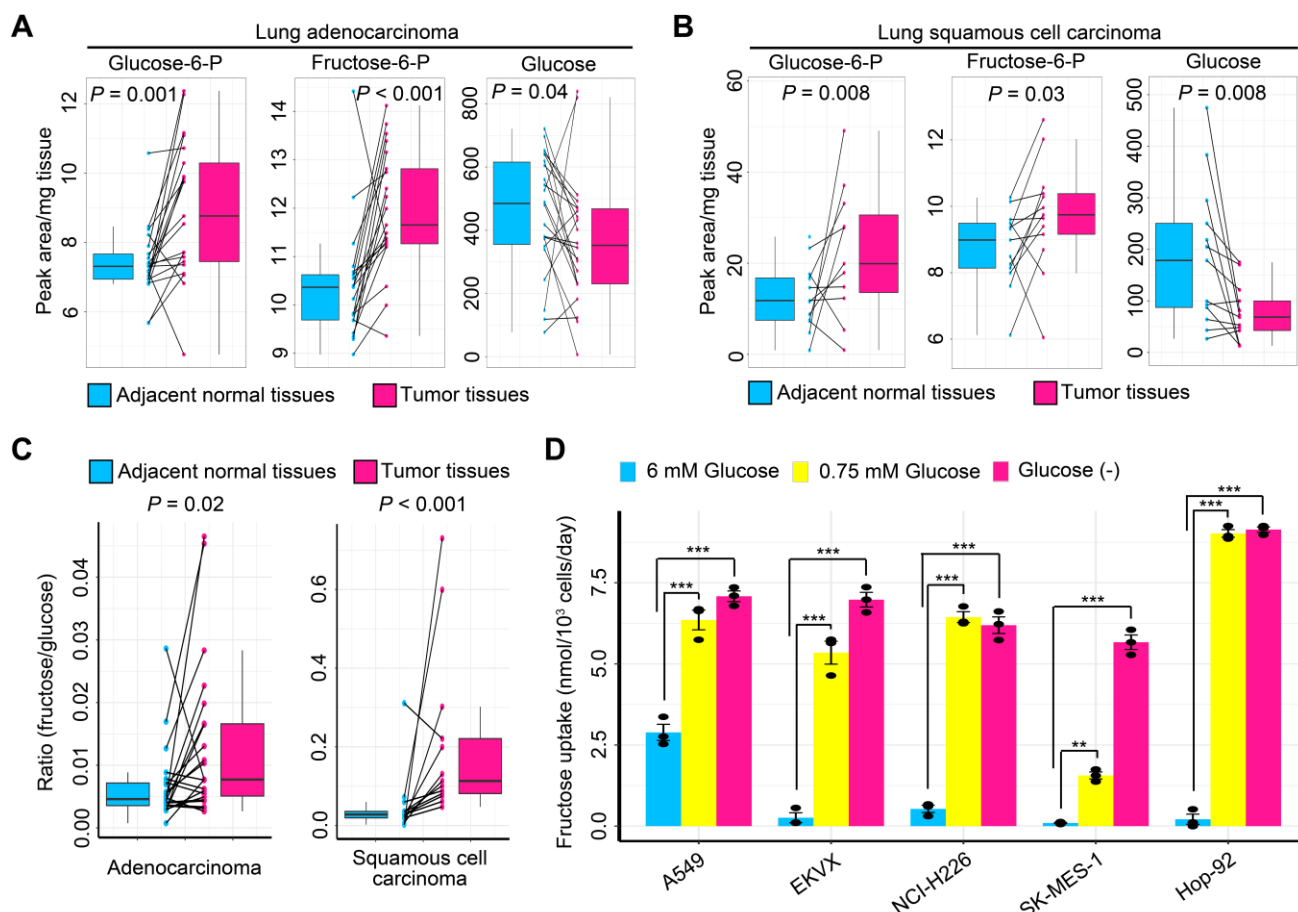 A
Lung adenocarcinoma
Glucose-6-P
Fructose-6-P
Glucose
P = 0.001
P < 0.001
P = 0.04
Peak area/mg tissue
12
10
8
6
14
13
12
11
10
9
800
600
400
200
0
Adjacent normal tissues
Tumor tissues
B
Lung squamous cell carcinoma
Glucose-6-P
Fructose-6-P
Glucose
P = 0.008
P = 0.03
P = 0.008
Peak area/mg tissue
60
40
20
0
12
10
8
6
500
400
300
200
100
0
Adjacent normal tissues
Tumor tissues
C
Adjacent normal tissues
Tumor tissues
P = 0.02
P < 0.001
Ratio (fructose/glucose)
0.04
0.03
0.02
0.01
0.00
0.6
0.4
0.2
0.0
Adenocarcinoma
Squamous cell
carcinoma
D
6 mM Glucose
0.75 mM Glucose
Glucose (-)
Fructose uptake (nmol/10³ cells/day)
7.5
5.0
2.5
0.0
***
***
***
***
***
***
***
**
***
***
A549
EKVX
NCI-H226
SK-MES-1
Hop-92